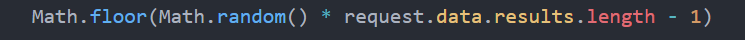 Math.floor(Math.random() * request.data.results.length - 1)